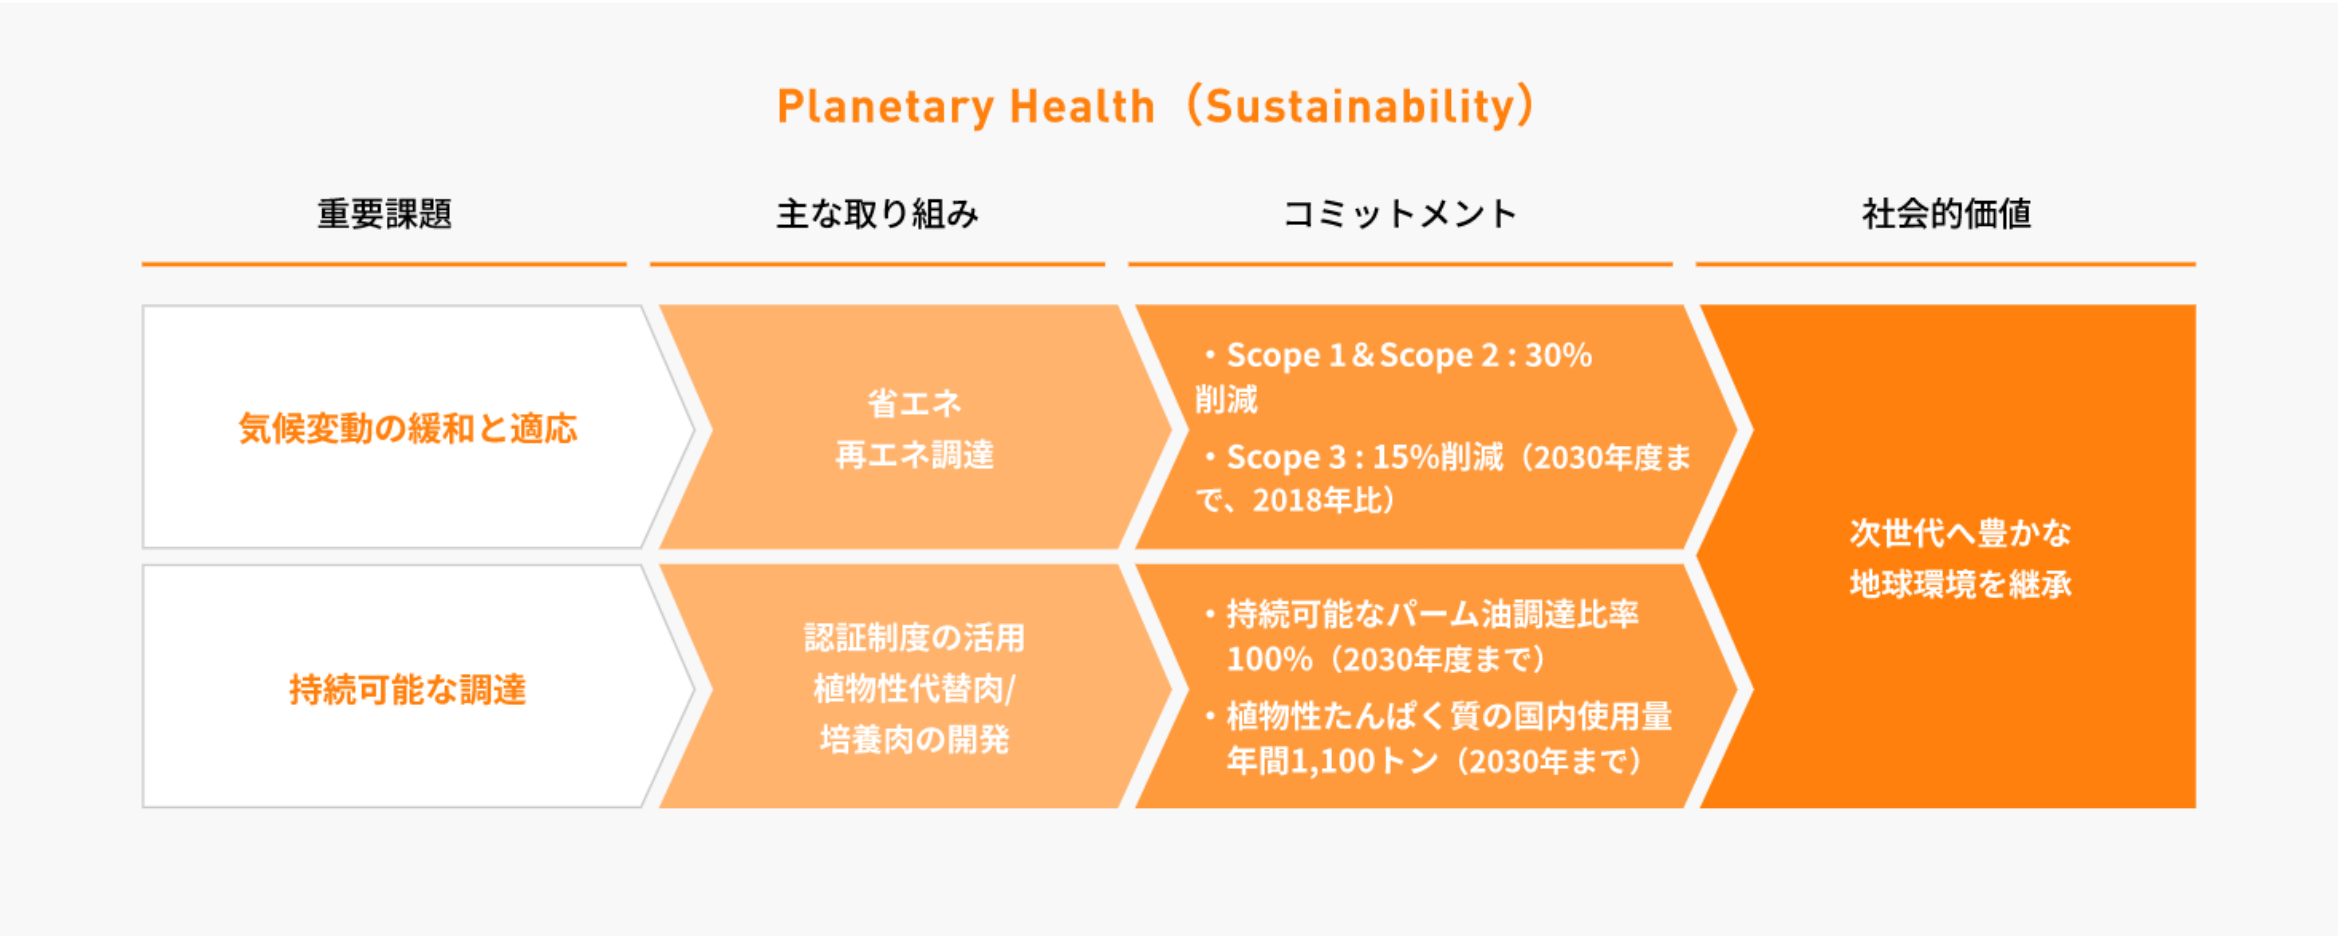 Planetary Health（Sustainability）
重要課題
主な取り組み
コミットメント
社会的価値
気候変動の緩和と適応
省エネ
再エネ調達
・Scope 1＆Scope 2 : 30%
削減
・Scope 3 : 15%削減（2030年度ま
で、2018年比）
持続可能な調達
認証制度の活用
植物性代替肉/
培養肉の開発
・持続可能なパーム油調達比率
100%（2030年度まで）
・植物性たんぱく質の国内使用量
年間1,100トン（2030年まで）
次世代へ豊かな
地球環境を継承